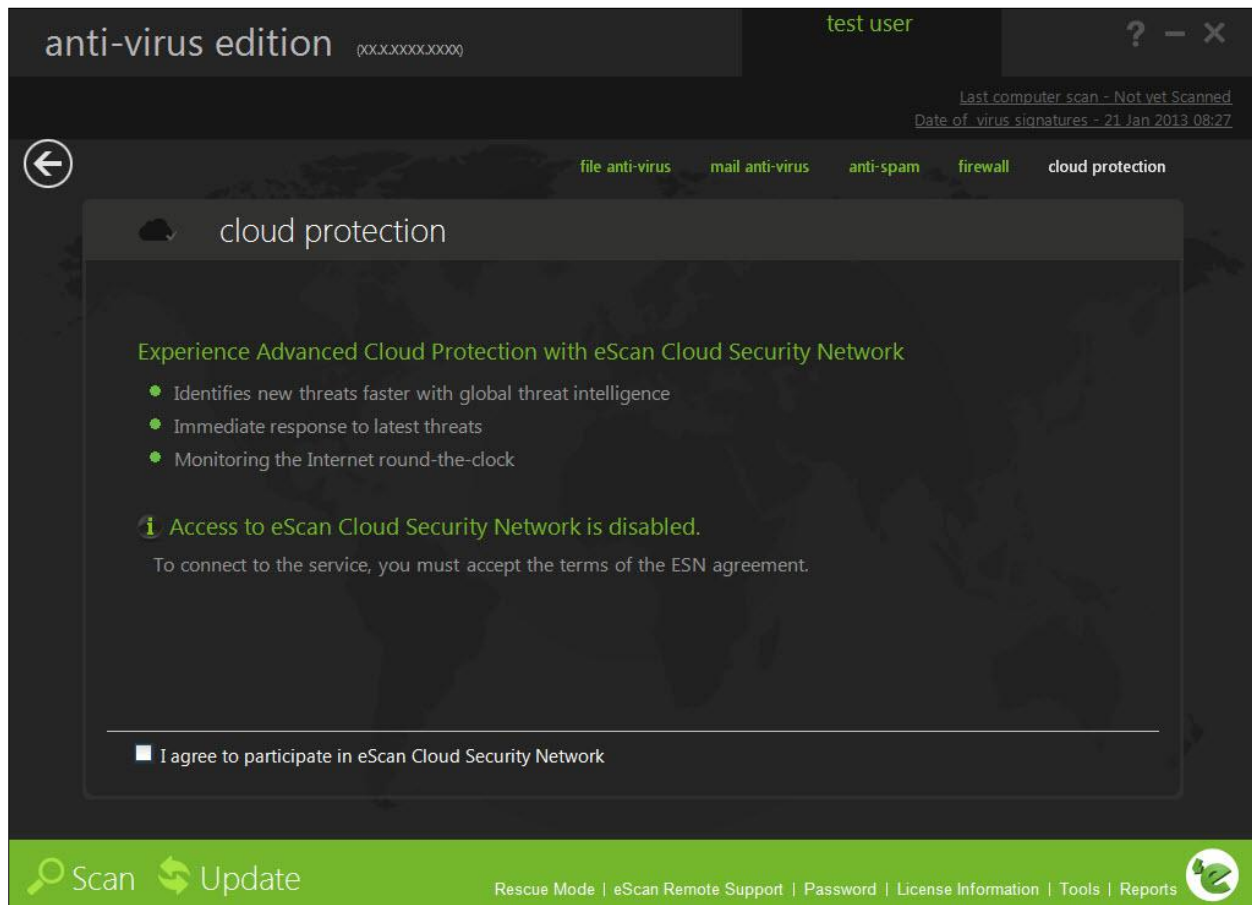 anti-virus edition (xx.x.xxxx.xxxx)
test user
? – ×
Last computer scan - Not yet Scanned
Date of virus signatures - 21 Jan 2013 08:27
file anti-virus mail anti-virus anti-spam firewall cloud protection
cloud protection
Experience Advanced Cloud Protection with eScan Cloud Security Network
Identifies new threats faster with global threat intelligence
Immediate response to latest threats
Monitoring the Internet round-the-clock
i Access to eScan Cloud Security Network is disabled.
To connect to the service, you must accept the terms of the ESN agreement.
I agree to participate in eScan Cloud Security Network
Scan Update
Rescue Mode | eScan Remote Support | Password | License Information | Tools | Reports
e